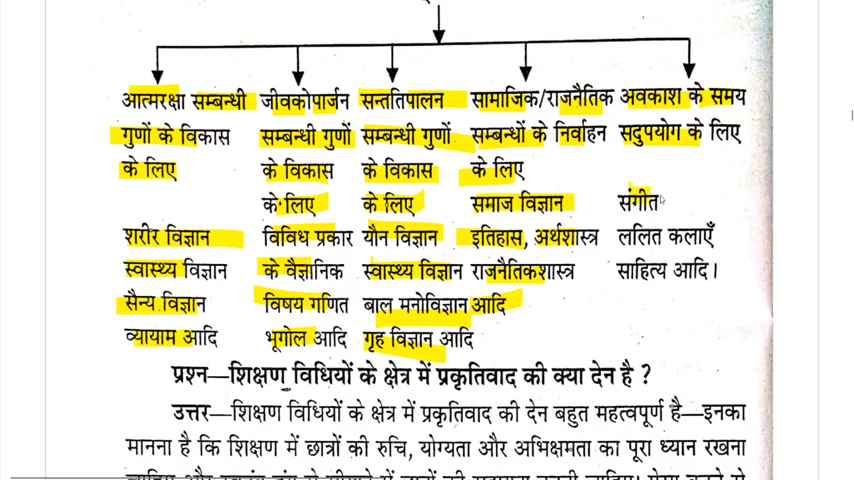 आत्मरक्षा सम्बन्धी जीवकोपार्जन सन्ततिपालन सामाजिक/राजनैतिक अवकाश के समय
गुणों के विकास सम्बन्धी गुणों सम्बन्धी गुणों सम्बन्धों के निर्वाहन सदुपयोग के लिए
के लिए के विकास के विकास के लिए
के लिए के लिए समाज विज्ञान संगीत
शरीर विज्ञान विविध प्रकार यौन विज्ञान इतिहास, अर्थशास्त्र ललित कलाएँ
स्वास्थ्य विज्ञान के वैज्ञानिक स्वास्थ्य विज्ञान राजनैतिकशास्त्र साहित्य आदि।
सैन्य विज्ञान विषय गणित बाल मनोविज्ञान आदि
व्यायाम आदि भूगोल आदि गृह विज्ञान आदि
प्रश्न—शिक्षण विधियों के क्षेत्र में प्रकृतिवाद की क्या देन है ?
उत्तर—शिक्षण विधियों के क्षेत्र में प्रकृतिवाद की देन बहुत महत्वपूर्ण है—इनका
मानना है कि शिक्षण में छात्रों की रुचि, योग्यता और अभिक्षमता का पूरा ध्यान रखना